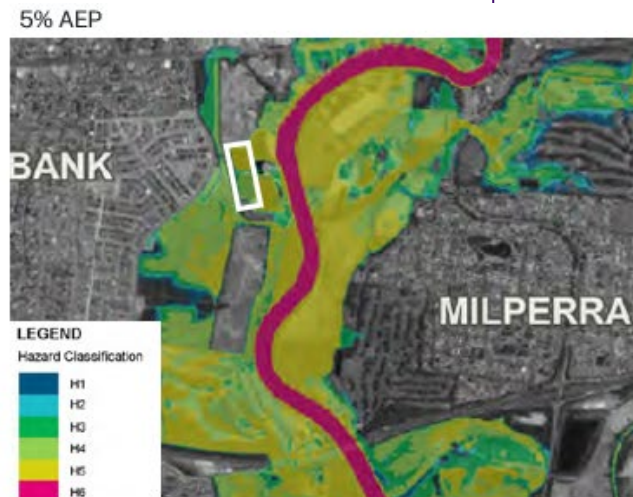 5% AEP
BANK
MILPERRA
LEGEND
Hazard Classification
H1
H2
H3
H4
H5
H6